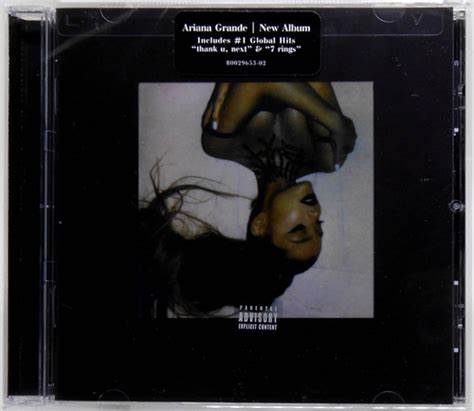 Ariana Grande | New Album
Includes #1 Global Hits
“thank u, next” & “7 rings”
B0029653-02
PARENTAL
ADVISORY
EXPLICIT CONTENT